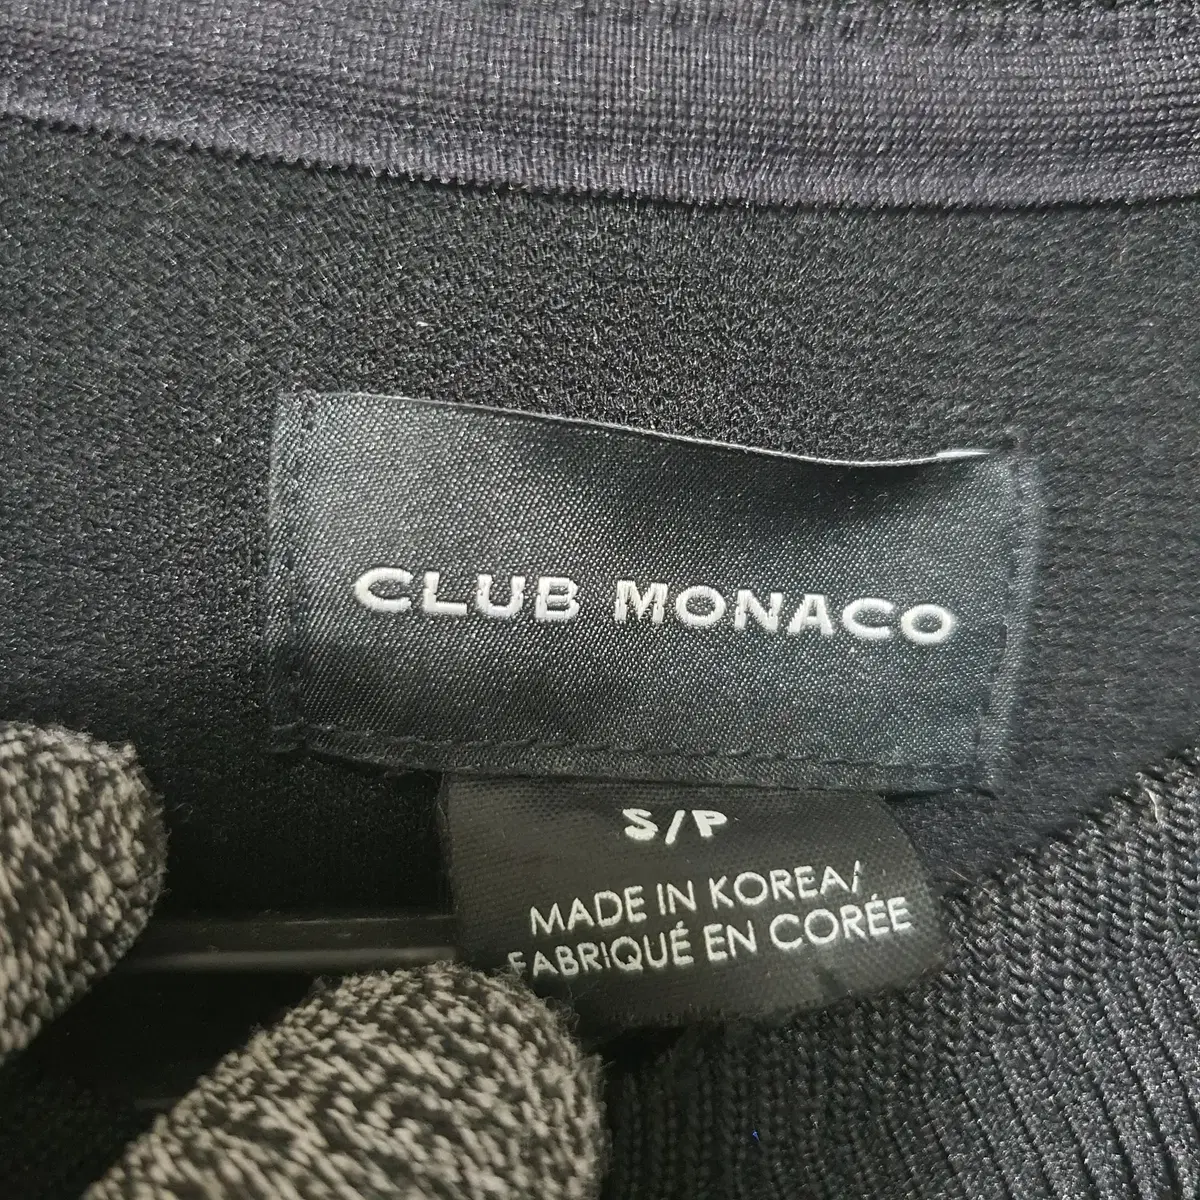 CLUB MONACO
S/P
MADE IN KOREA/
FABRIQUÉ EN CORÉE